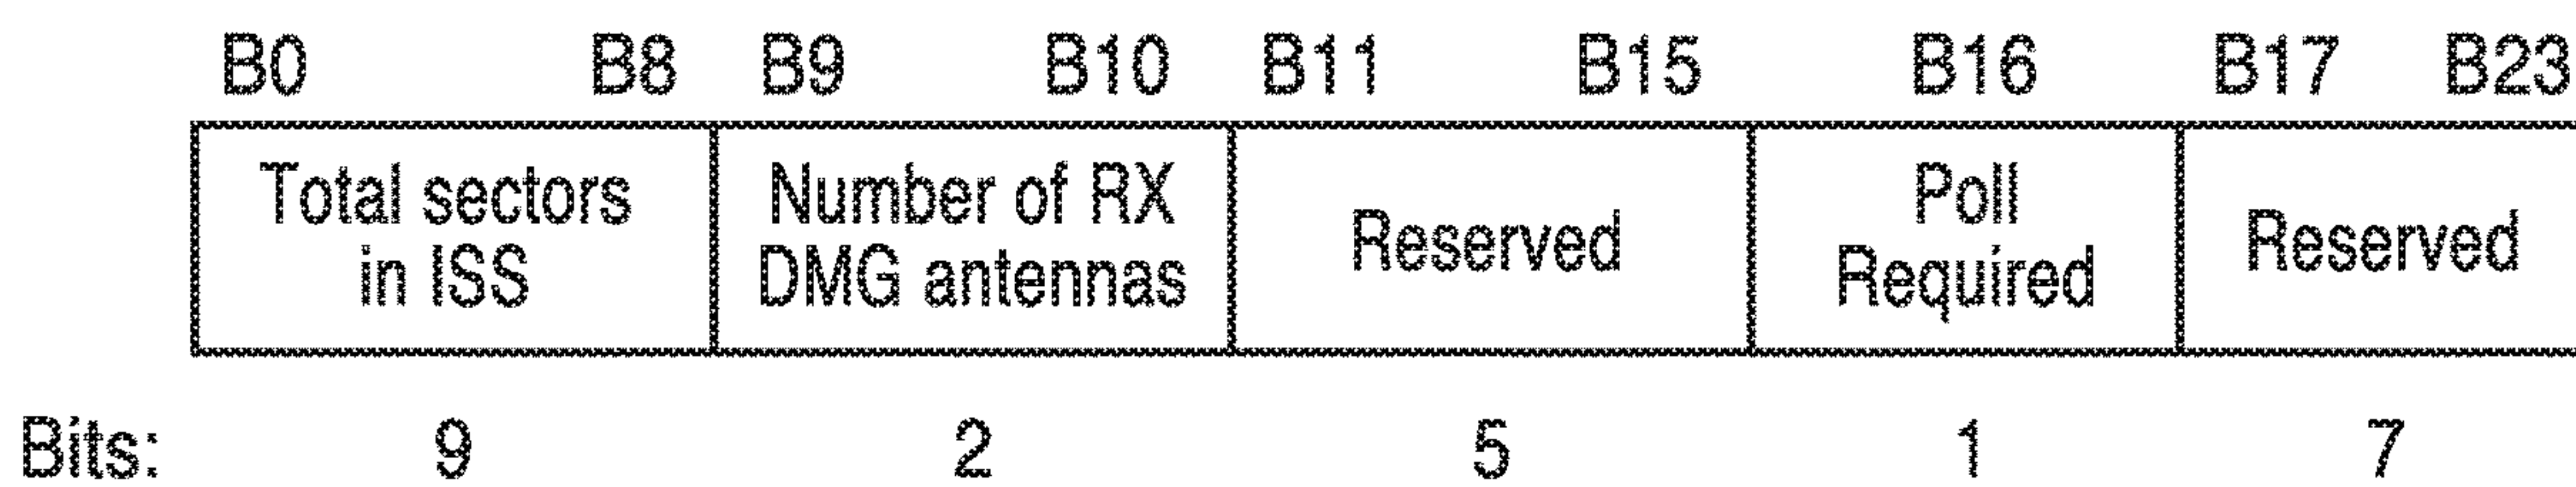 B0 B8 B9 B10 B11 B15 B16 B17 B23
Total sectors
in ISS
Number of RX
DMG antennas
Reserved
Poll
Required
Reserved
Bits: 9 2 5 1 7